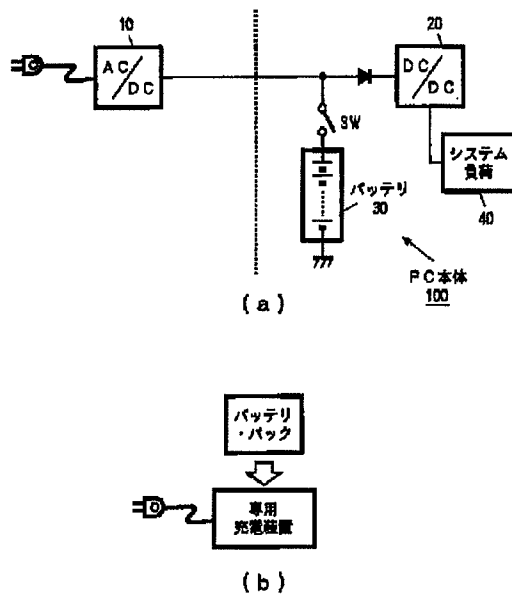 10
AC/DC
20
DC/DC
SW
システム
負荷
40
バッテリ
30
PC本体
100
(a)
バッテリ
・パック
専用
充電装置
(b)